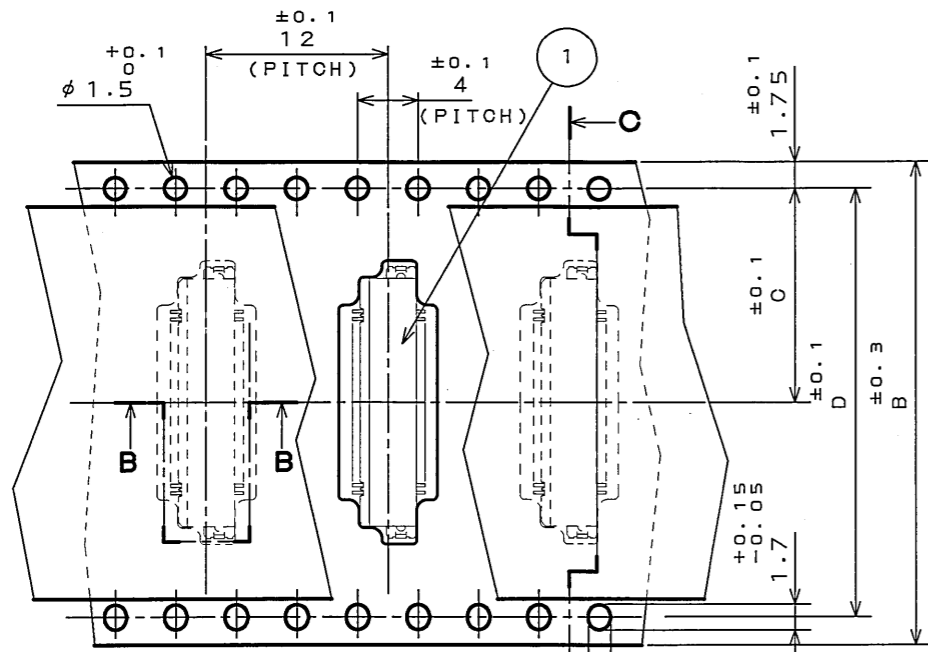 ±0.1
12
(PITCH)
+0.1
0
φ1.5
±0.1
4
(PITCH)
1
C
±0.1
1.75
±0.1
C
±0.1
D
±0.3
B
B
B
+0.15
-0.05
1.7